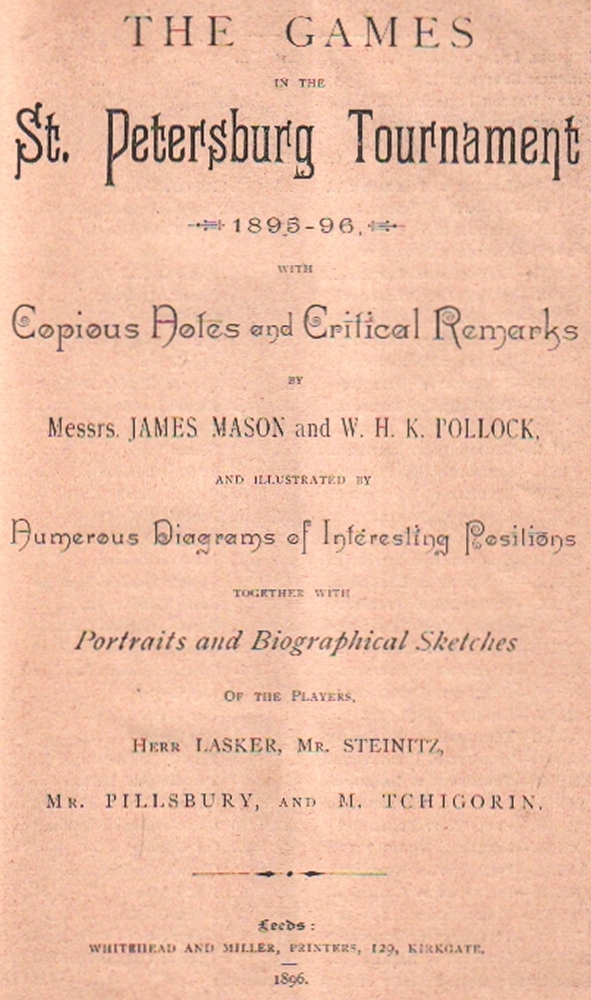 THE GAMES
IN THE
St. Petersburg Tournament
1895-96,
WITH
Copious Notes and Critical Remarks
BY
Messrs. JAMES MASON and W. H. K. POLLOCK,
AND ILLUSTRATED BY
Numerous Diagrams of Interesting Positions
TOGETHER WITH
Portraits and Biographical Sketches
OF THE PLAYERS,
HERR LASKER, MR. STEINITZ,
MR. PILLSBURY, AND M. TCHIGORIN.
Leeds:
WHITEHEAD AND MILLER, PRINTERS, 129, KIRKGATE.
1896.